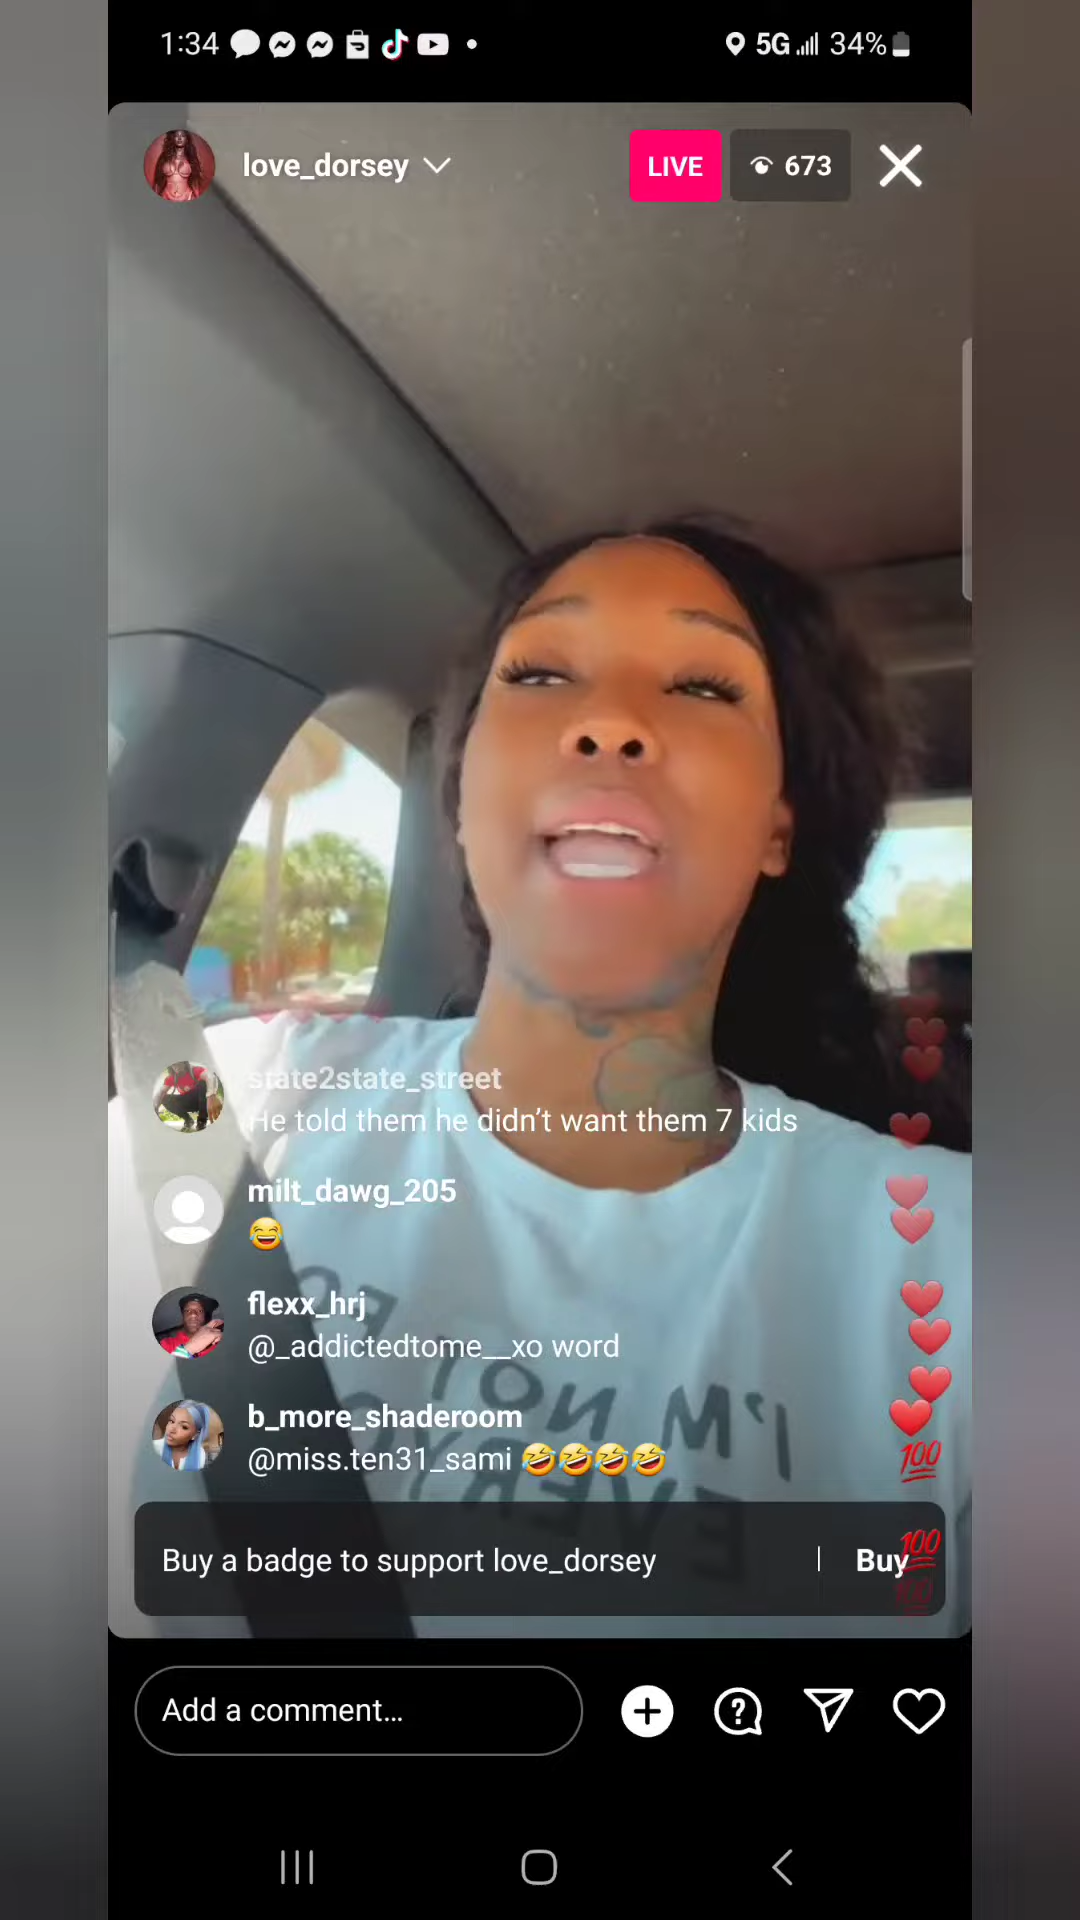 1:34
5G 34%
love_dorsey
LIVE
673
state2state_street
He told them he didn’t want them 7 kids
milt_dawg_205
😂
flexx_hrj
@_addictedtome__xo word
b_more_shaderoom
@miss.ten31_sami 🤣🤣🤣🤣
I'M NOT
Buy a badge to support love_dorsey | Buy
Add a comment...